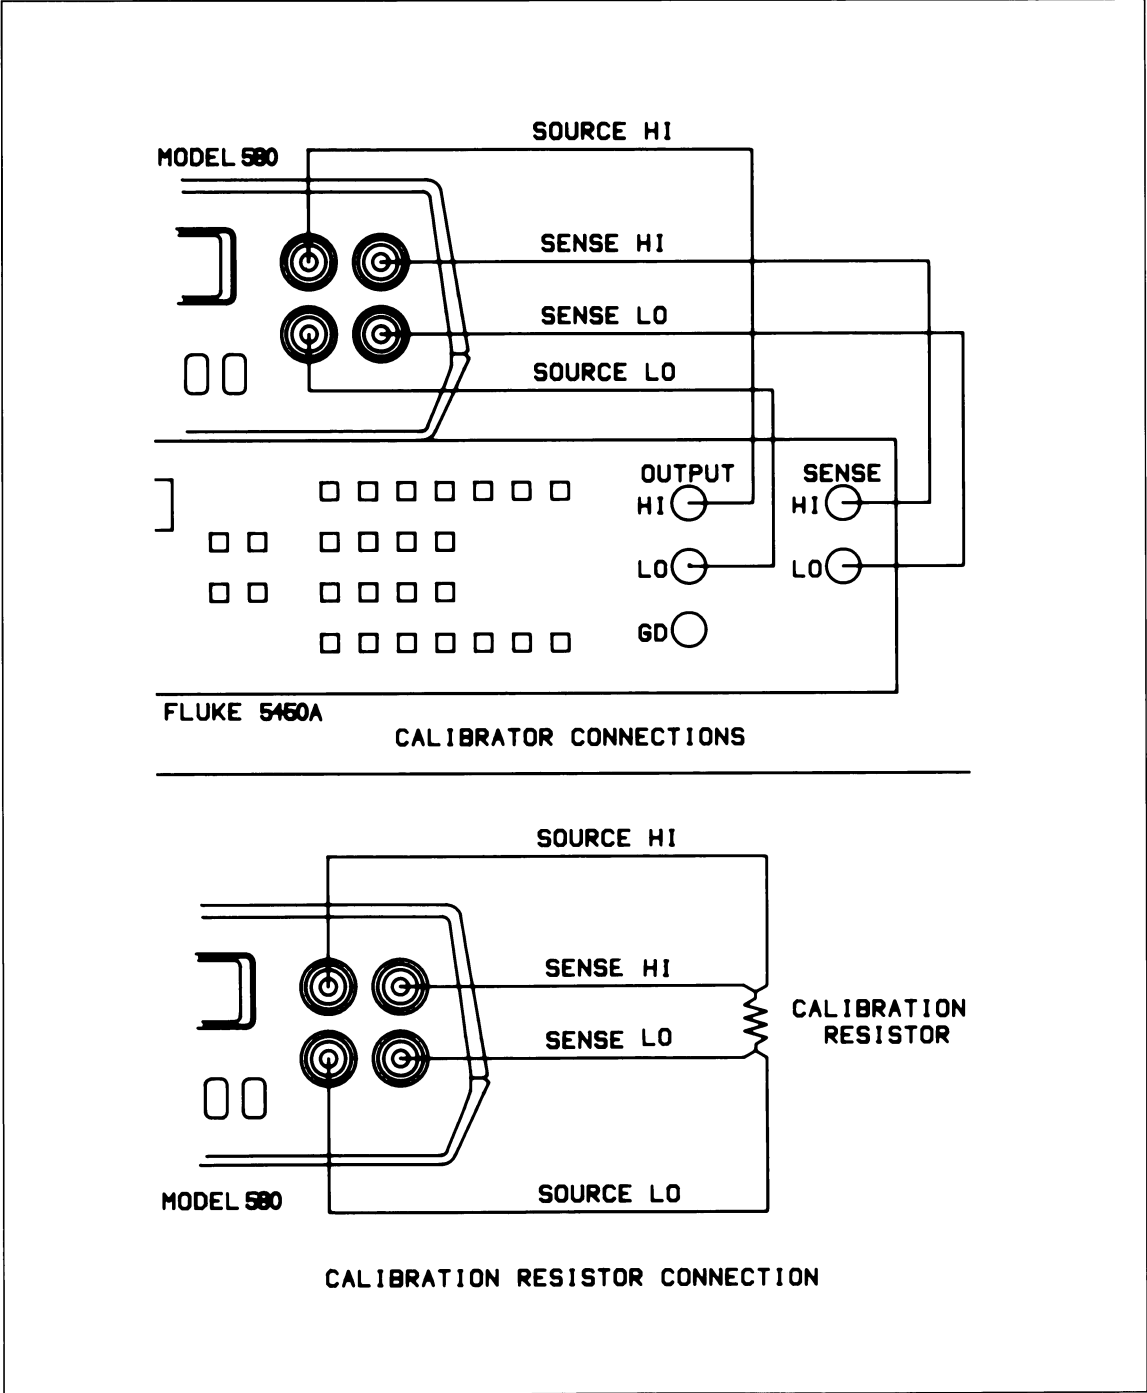 SOURCE HI
MODEL 580
SENSE HI
SENSE LO
SOURCE LO
OUTPUT
SENSE
HI
HI
LO
LO
GD
FLUKE 5450A
CALIBRATOR CONNECTIONS
SOURCE HI
SENSE HI
CALIBRATION
RESISTOR
SENSE LO
SOURCE LO
MODEL 580
CALIBRATION RESISTOR CONNECTION